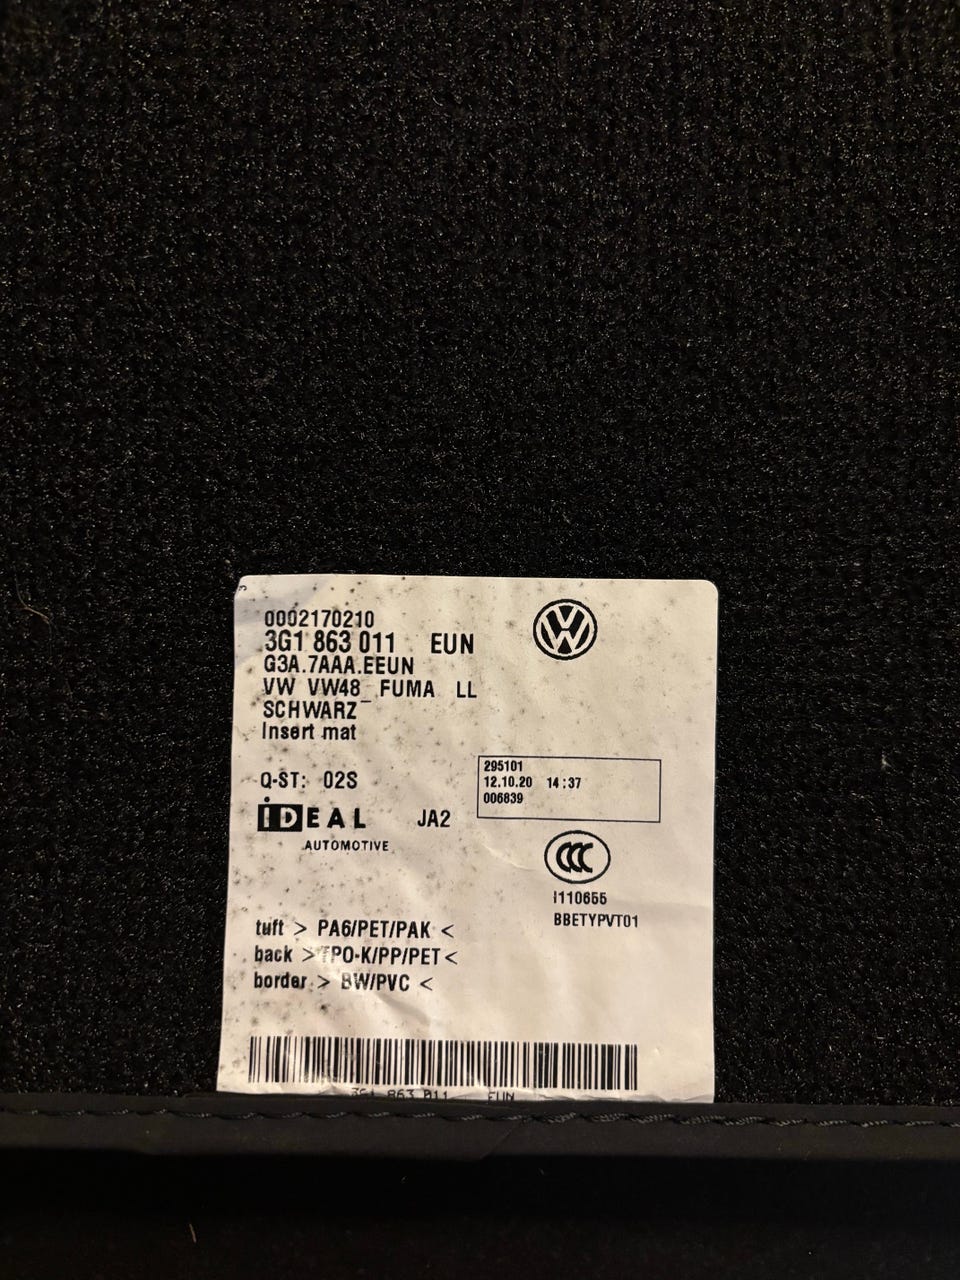 0002170210
3G1 863 011 EUN
G3A.7AAA.EEUN
VW VW48_FUMA LL
SCHWARZ
Insert mat
295101
12.10.20 14:37
006839
Q-ST: 02S
iDEAL JA2
AUTOMOTIVE
CCC
I110655
BBETYPVT01
tuft > PA6/PET/PAK <
back > TPO-K/PP/PET <
border > BW/PVC <
3G1 863 011 EUN